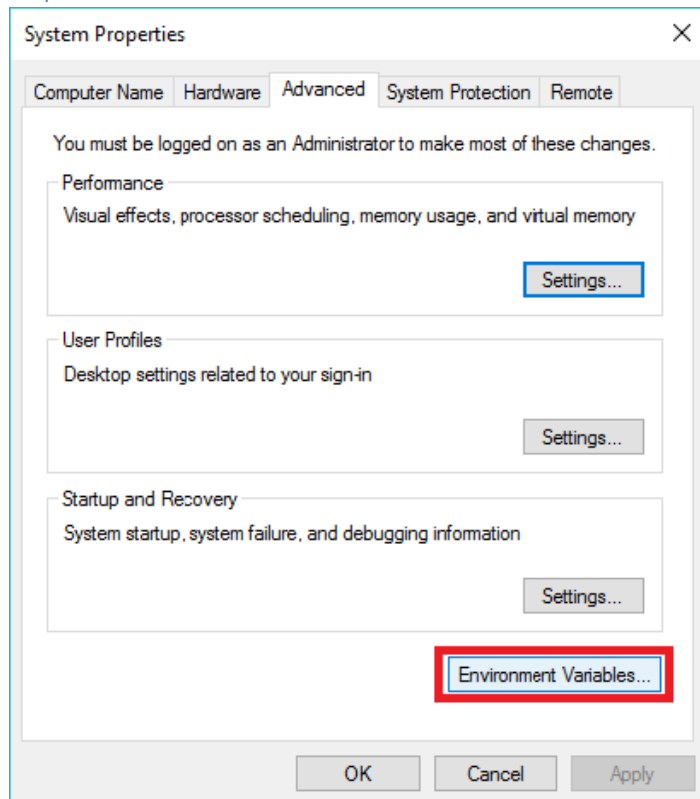 System Properties
Computer Name Hardware Advanced System Protection Remote
You must be logged on as an Administrator to make most of these changes.
Performance
Visual effects, processor scheduling, memory usage, and virtual memory
Settings...
User Profiles
Desktop settings related to your sign-in
Settings...
Startup and Recovery
System startup, system failure, and debugging information
Settings...
Environment Variables...
OK Cancel Apply